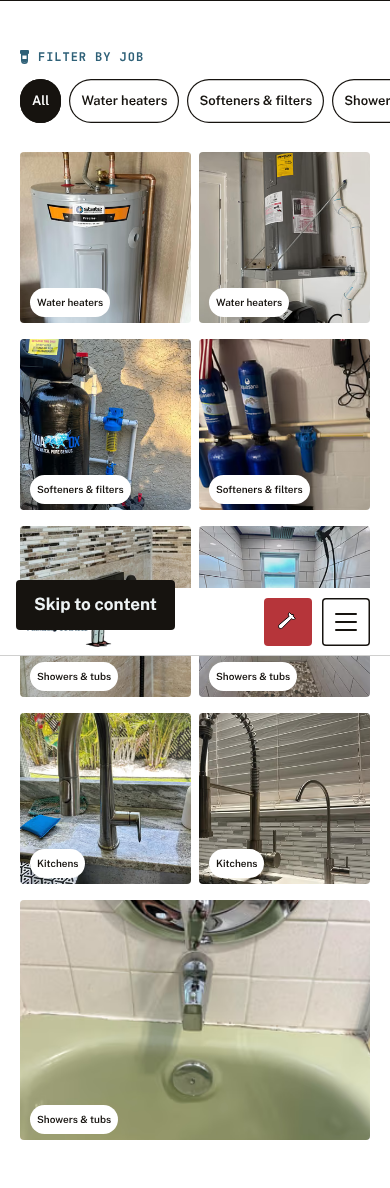 FILTER BY JOB
All
Water heaters
Softeners & filters
Shower
state
Water heaters
Water heaters
Softeners & filters
Softeners & filters
Skip to content
Showers & tubs
Showers & tubs
Kitchens
Kitchens
Showers & tubs